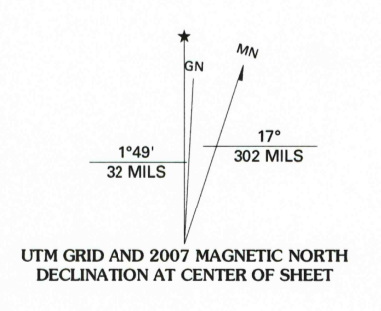 ★
GN
MN
1°49'
32 MILS
17°
302 MILS
UTM GRID AND 2007 MAGNETIC NORTH
DECLINATION AT CENTER OF SHEET